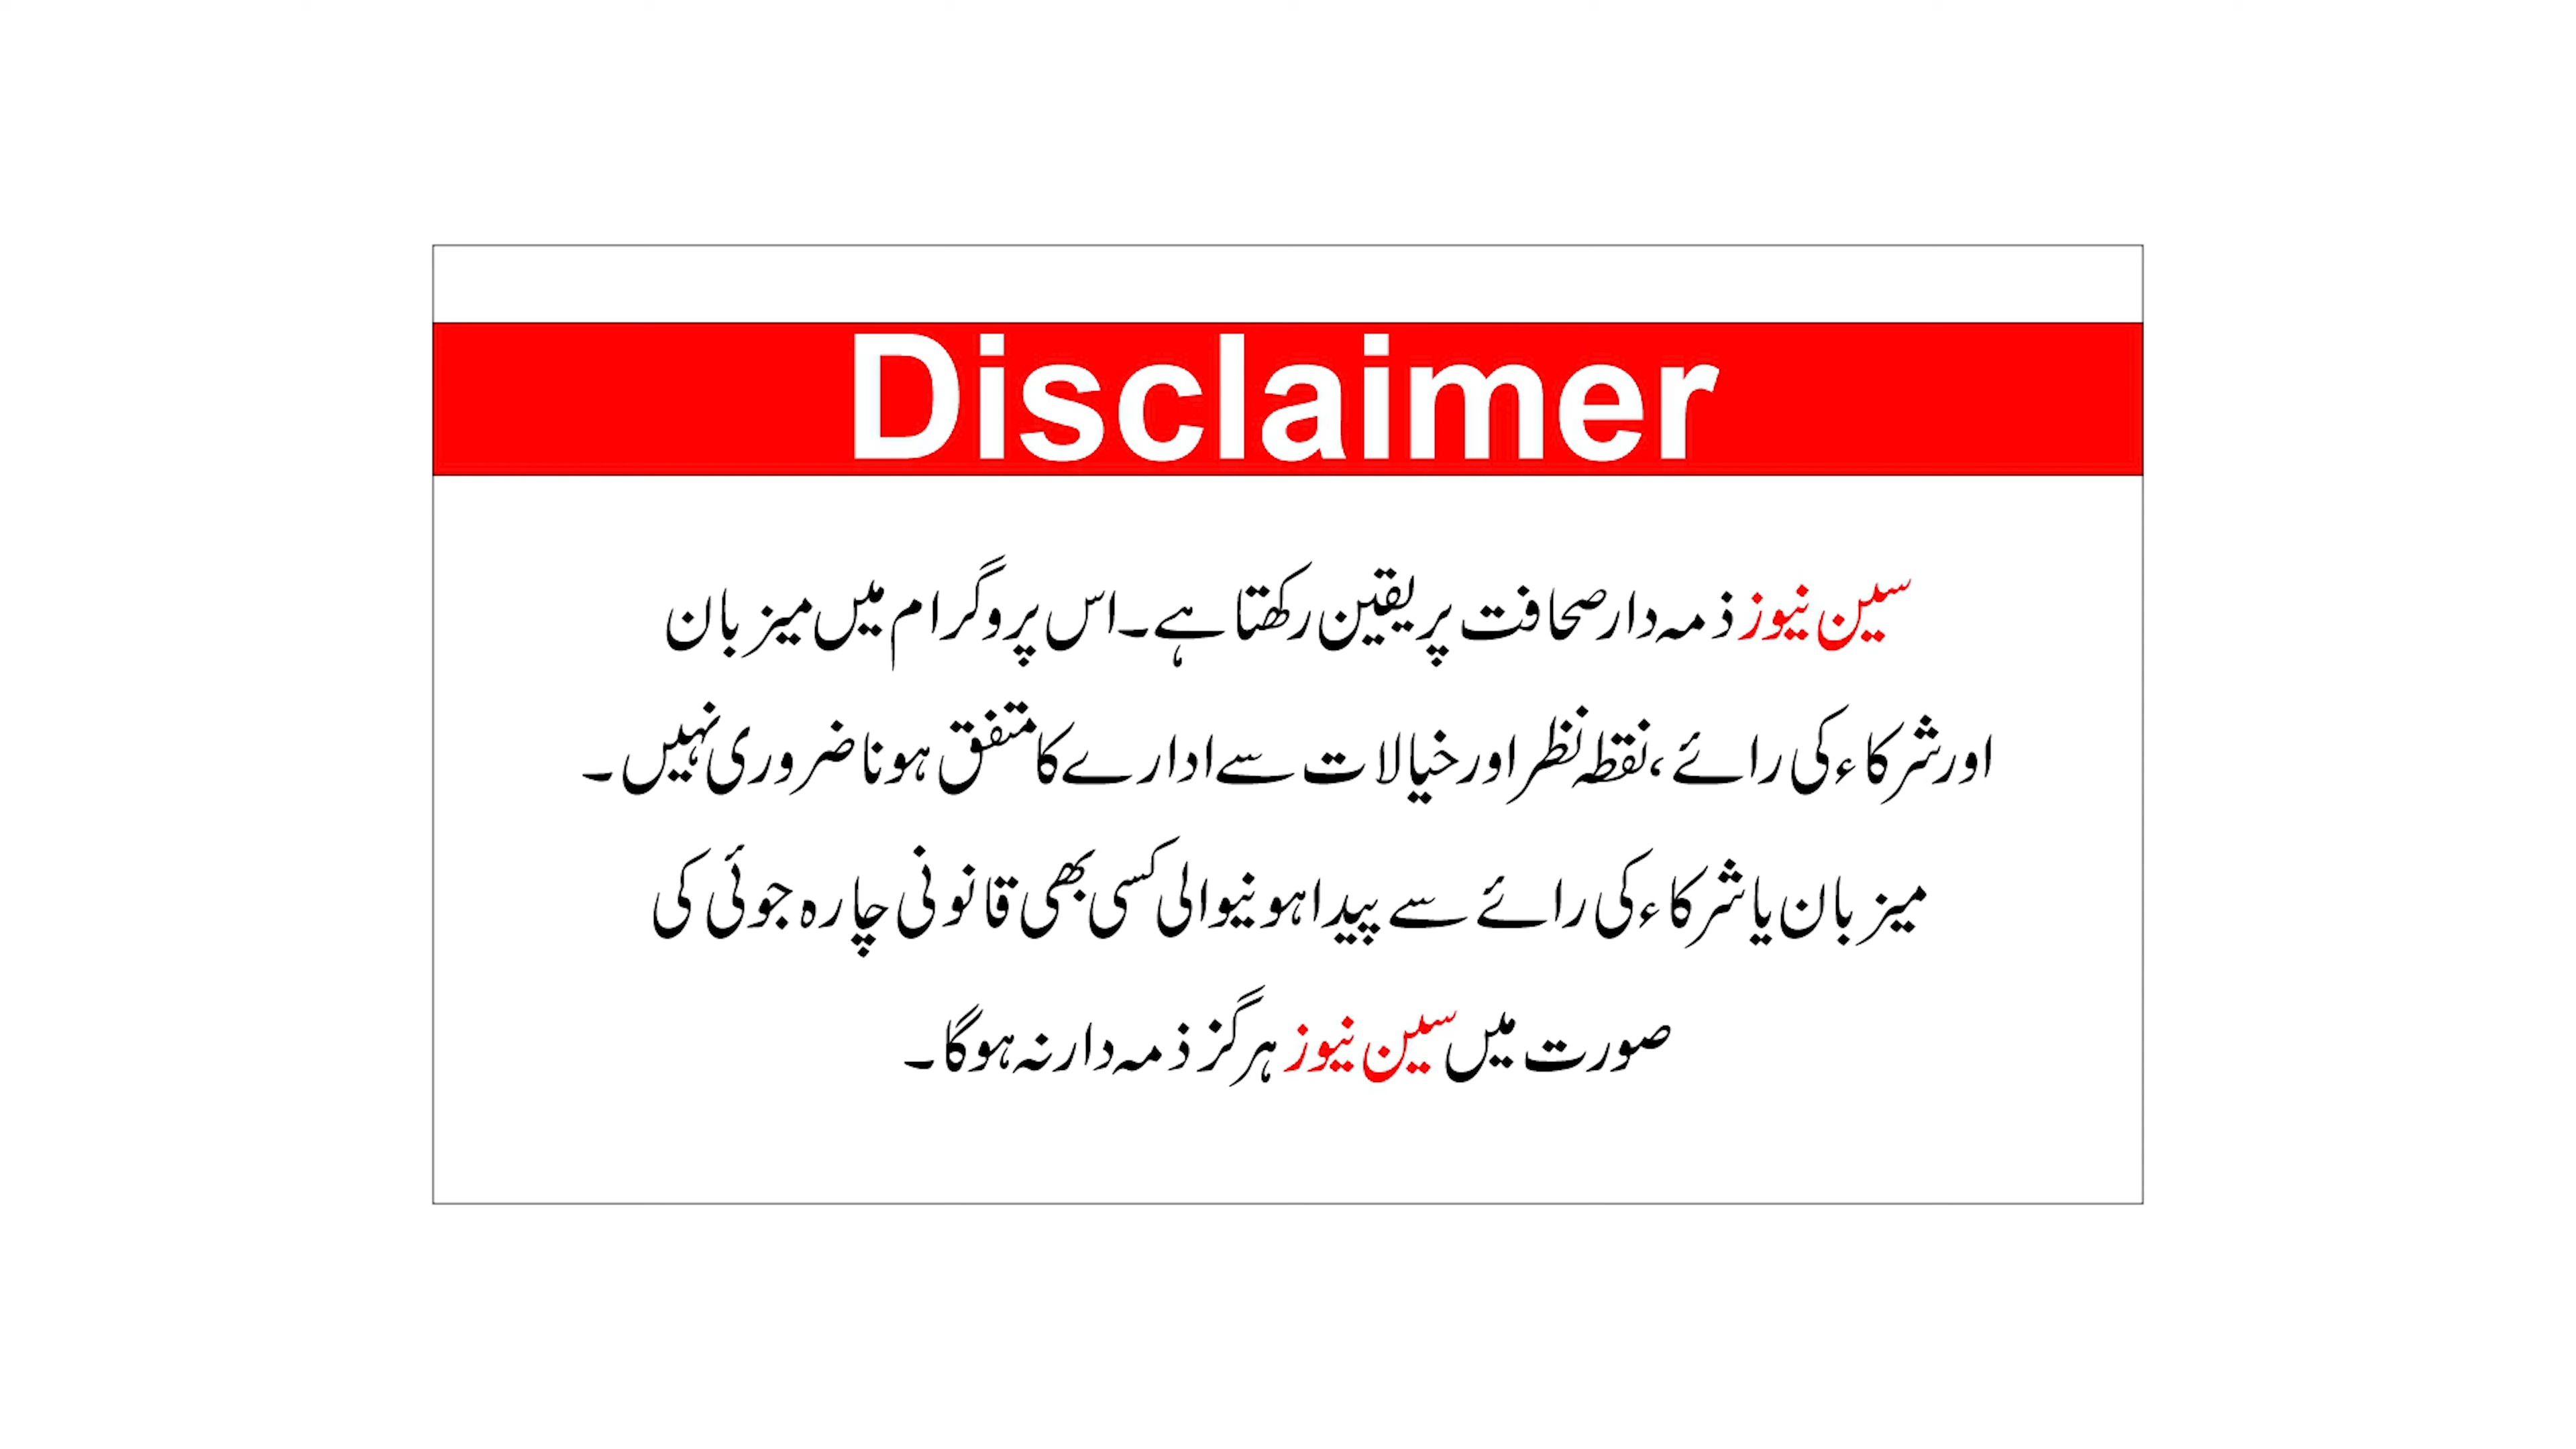 Disclaimer
سین نیوز ذمہ دار صحافت پر یقین رکھتا ہے۔ اس پروگرام میں میزبان
اور شرکاء کی رائے، نقطہ نظر اور خیالات سے ادارے کا متفق ہونا ضروری نہیں۔
میزبان یا شرکاء کی رائے سے پیدا ہونیوالی کسی بھی قانونی چارہ جوئی کی
صورت میں سین نیوز ہرگز ذمہ دار نہ ہوگا۔